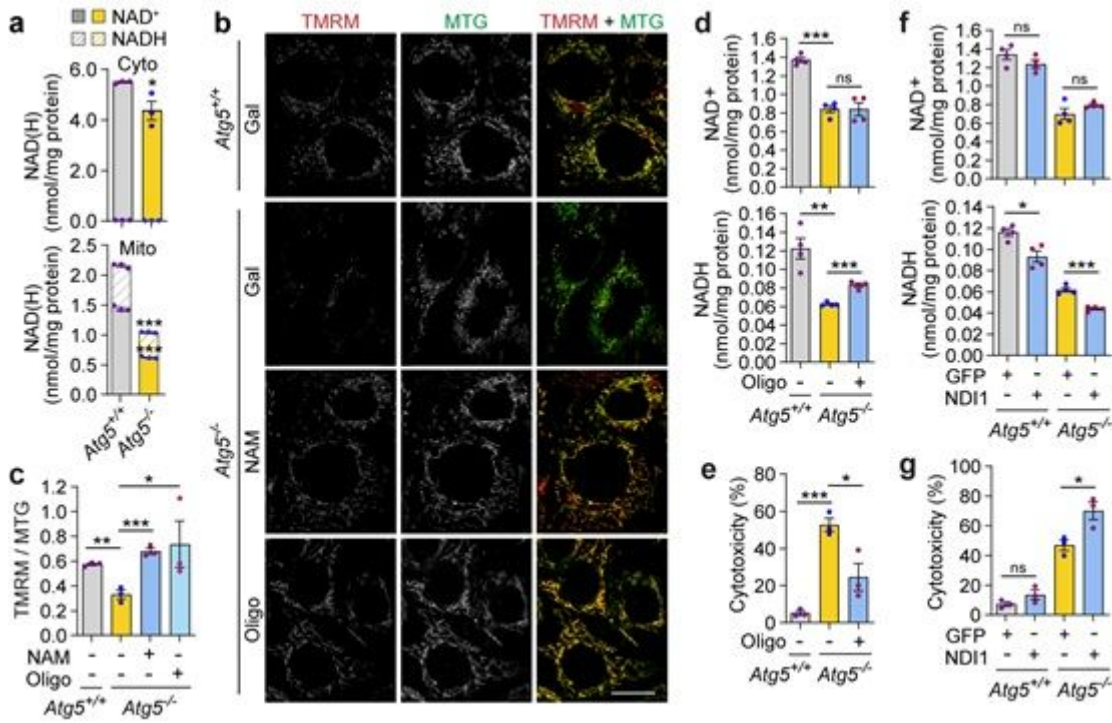 a
NAD+
NADH
Cyto
*
NAD(H)
(nmol/mg protein)
6.0
4.0
2.0
0.0
Mito
***
***
NAD(H)
(nmol/mg protein)
2.5
2.0
1.5
1.0
0.5
0.0
Atg5+/+
Atg5-/-
b
TMRM
MTG
TMRM + MTG
Atg5+/+
Gal
Atg5-/-
Gal
NAM
Oligo
c
TMRM / MTG
1.2
1.0
0.8
0.6
0.4
0.2
0.0
**
***
*
NAM - - + -
Oligo - - - +
Atg5+/+ Atg5-/-
d
NAD+
(nmol/mg protein)
1.6
1.4
1.2
1.0
0.8
0.6
0.4
0.2
0.0
***
ns
NADH
(nmol/mg protein)
0.16
0.14
0.12
0.10
0.08
0.06
0.04
0.02
0.00
**
***
Oligo - - +
Atg5+/+ Atg5-/-
e
Cytotoxicity (%)
80
60
40
20
0
***
*
Oligo - - +
Atg5+/+ Atg5-/-
f
NAD+
(nmol/mg protein)
1.6
1.4
1.2
1.0
0.8
0.6
0.4
0.2
0.0
ns
ns
NADH
(nmol/mg protein)
0.14
0.12
0.10
0.08
0.06
0.04
0.02
0.00
*
***
GFP + - + -
NDI1 - + - +
Atg5+/+ Atg5-/-
g
Cytotoxicity (%)
100
80
60
40
20
0
ns
*
GFP + - + -
NDI1 - + - +
Atg5+/+ Atg5-/-